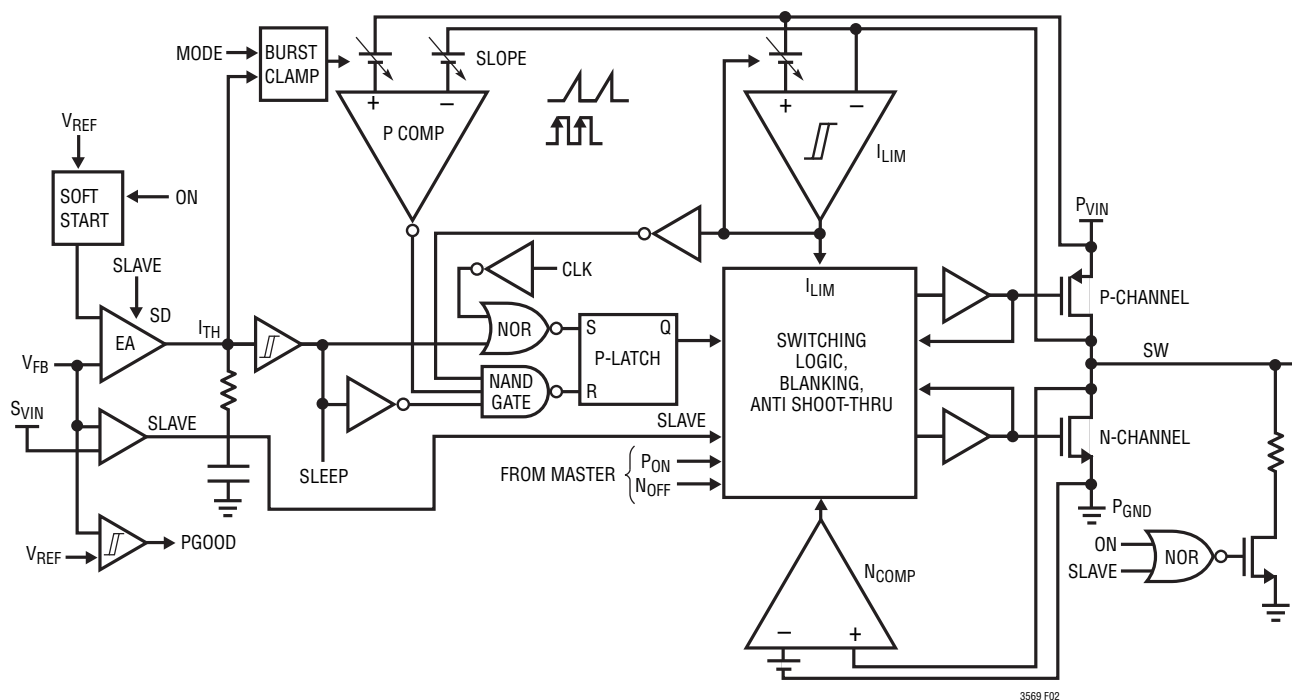 MODE
BURST
CLAMP
SLOPE
+
−
P COMP
+
−
I_LIM
V_REF
SOFT
START
ON
P_VIN
SLAVE
SD
I_TH
EA
V_FB
CLK
NOR
NAND
GATE
S
Q
P-LATCH
R
I_LIM
SWITCHING
LOGIC,
BLANKING,
ANTI SHOOT-THRU
P-CHANNEL
SW
N-CHANNEL
S_VIN
SLAVE
SLAVE
SLEEP
FROM MASTER
P_ON
N_OFF
P_GND
V_REF
PGOOD
N_COMP
−
+
ON
SLAVE
NOR
3569 F02